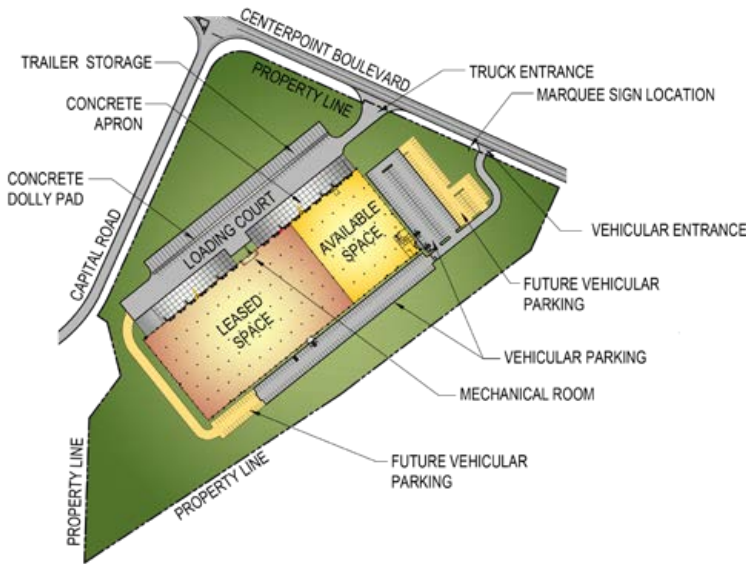 CENTERPOINT BOULEVARD
TRAILER STORAGE
PROPERTY LINE
TRUCK ENTRANCE
MARQUEE SIGN LOCATION
CONCRETE
APRON
CONCRETE
DOLLY PAD
LOADING COURT
AVAILABLE
SPACE
VEHICULAR ENTRANCE
CAPITAL ROAD
FUTURE VEHICULAR
PARKING
LEASED
SPACE
VEHICULAR PARKING
MECHANICAL ROOM
FUTURE VEHICULAR
PARKING
PROPERTY LINE
PROPERTY LINE